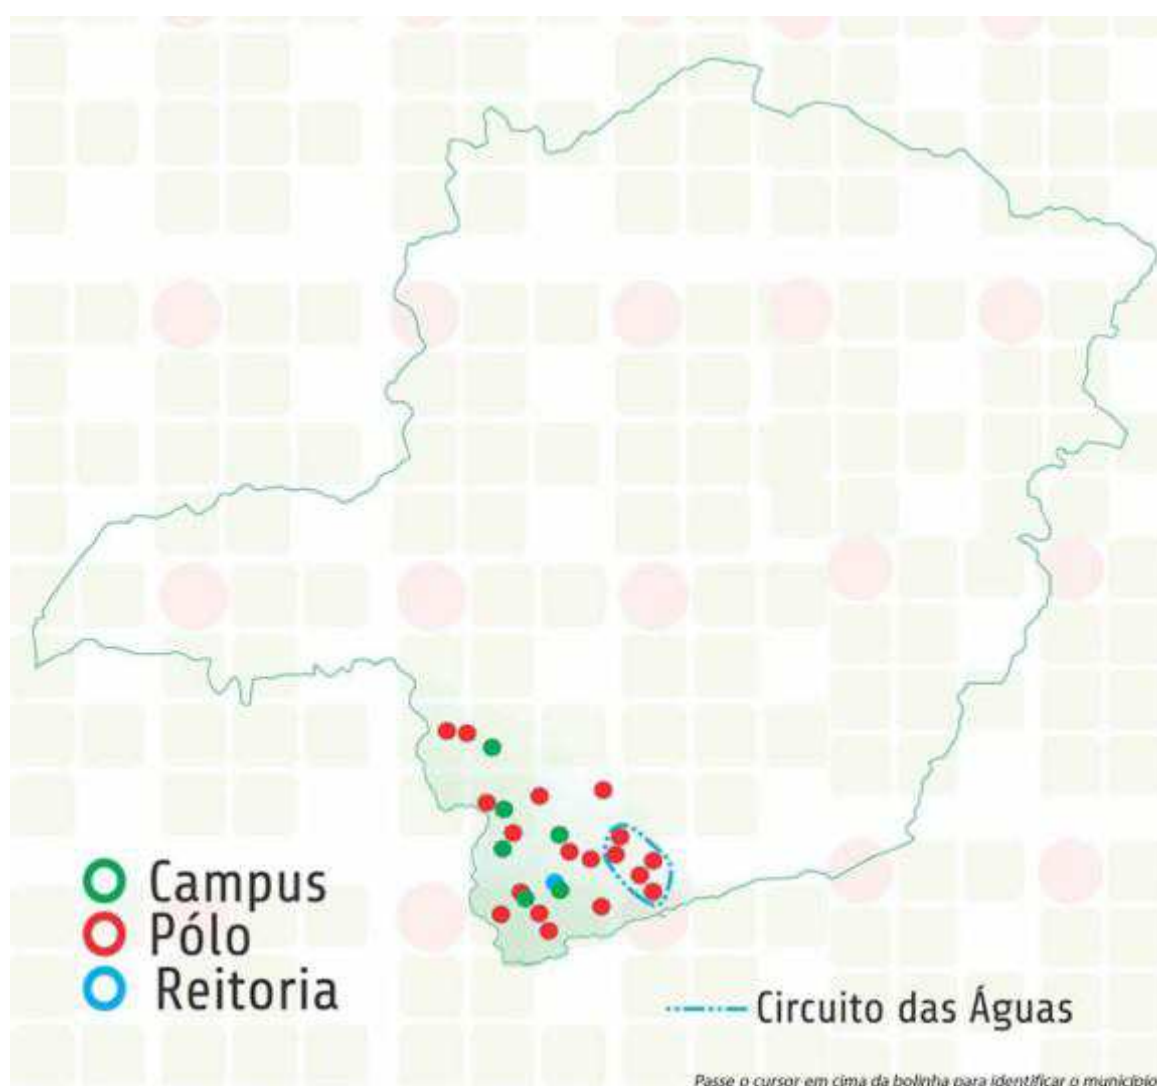 Campus
Pólo
Reitoria
Circuito das Águas
Passe o cursor em cima da bolinha para identificar o município